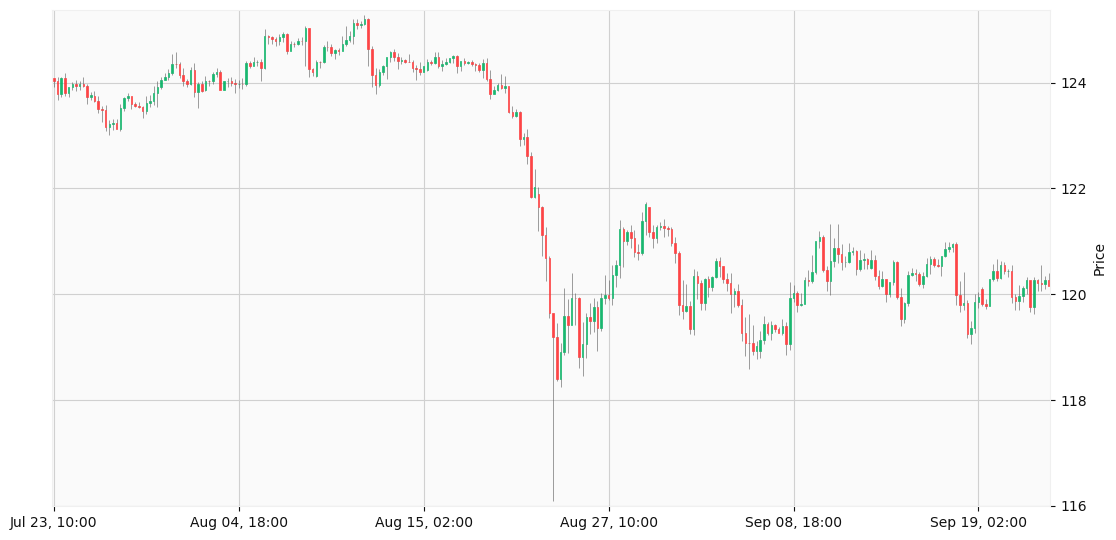 124
122
120
118
116
Price
Jul 23, 10:00
Aug 04, 18:00
Aug 15, 02:00
Aug 27, 10:00
Sep 08, 18:00
Sep 19, 02:00